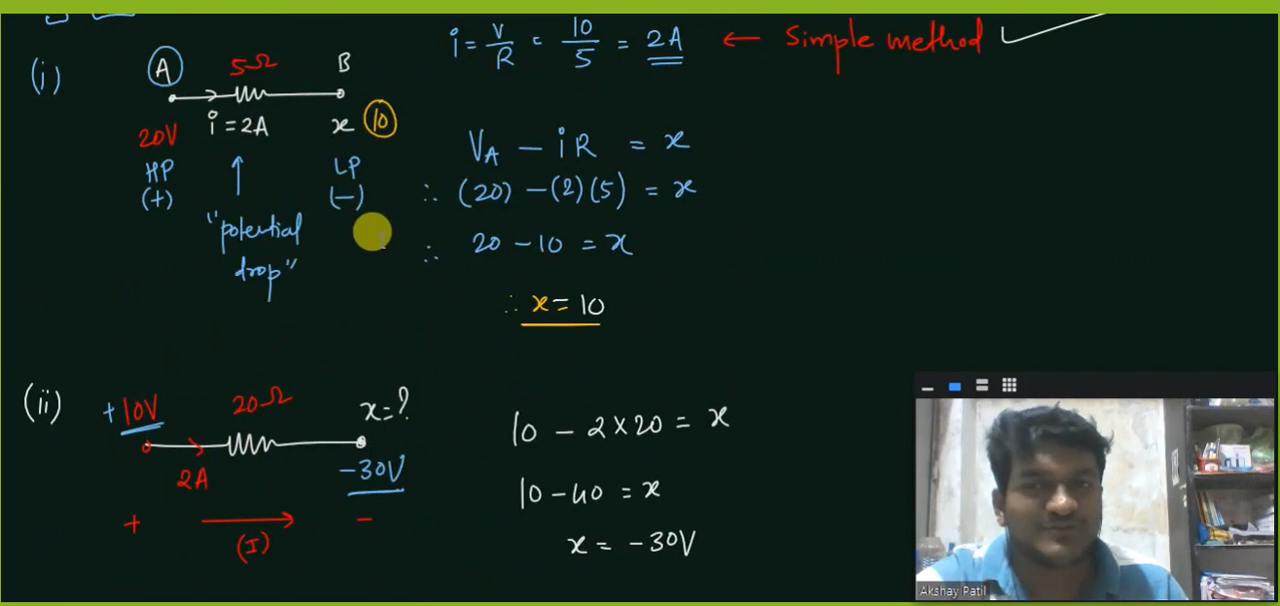 i = V/R = 10/5 = 2A ← Simple method
(i) A 5Ω B
20V i = 2A x 10
HP LP
(+) (-)
"potential drop"
V_A - iR = x
∴ (20) - (2)(5) = x
∴ 20 - 10 = x
∴ x = 10
(ii) +10V 20Ω x = ?
2A -30V
+ (I) -
10 - 2 × 20 = x
10 - 40 = x
x = -30V
Akshay Patil